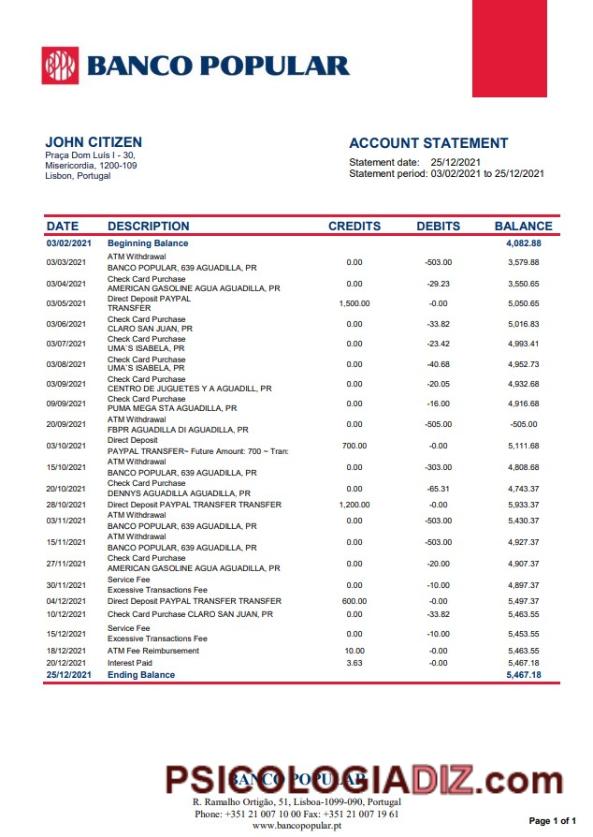 BANCO POPULAR
JOHN CITIZEN
Praça Dom Luís I - 30,
Misericordia, 1200-109
Lisbon, Portugal
ACCOUNT STATEMENT
Statement date: 25/12/2021
Statement period: 03/02/2021 to 25/12/2021
DATE DESCRIPTION CREDITS DEBITS BALANCE
03/02/2021 Beginning Balance 4,082.88
03/03/2021 ATM Withdrawal 0.00 -503.00 3,579.88
BANCO POPULAR, 639 AGUADILLA, PR
03/04/2021 Check Card Purchase 0.00 -29.23 3,550.65
AMERICAN GASOLINE AGUA AGUADILLA, PR
03/05/2021 Direct Deposit PAYPAL 1,500.00 -0.00 5,050.65
TRANSFER
03/06/2021 Check Card Purchase 0.00 -33.82 5,016.83
CLARO SAN JUAN, PR
03/07/2021 Check Card Purchase 0.00 -23.42 4,993.41
UMA`S ISABELA, PR
03/08/2021 Check Card Purchase 0.00 -40.68 4,952.73
UMA`S ISABELA, PR
03/09/2021 Check Card Purchase 0.00 -20.05 4,932.68
CENTRO DE JUGUETES Y A AGUADILL, PR
09/09/2021 Check Card Purchase 0.00 -16.00 4,916.68
PUMA MEGA STA AGUADILLA, PR
20/09/2021 ATM Withdrawal 0.00 -505.00 -505.00
FBPR AGUADILLA DI AGUADILLA, PR
03/10/2021 Direct Deposit 700.00 -0.00 5,111.68
PAYPAL TRANSFER~ Future Amount: 700 ~ Tran:
15/10/2021 ATM Withdrawal 0.00 -303.00 4,808.68
BANCO POPULAR, 639 AGUADILLA, PR
20/10/2021 Check Card Purchase 0.00 -65.31 4,743.37
DENNYS AGUADILLA AGUADILLA, PR
28/10/2021 Direct Deposit PAYPAL TRANSFER TRANSFER 1,200.00 -0.00 5,933.37
03/11/2021 ATM Withdrawal 0.00 -503.00 5,430.37
BANCO POPULAR, 639 AGUADILLA, PR
15/11/2021 ATM Withdrawal 0.00 -503.00 4,927.37
BANCO POPULAR, 639 AGUADILLA, PR
27/11/2021 Check Card Purchase 0.00 -20.00 4,907.37
AMERICAN GASOLINE AGUA AGUADILLA, PR
30/11/2021 Service Fee 0.00 -10.00 4,897.37
Excessive Transactions Fee
04/12/2021 Direct Deposit PAYPAL TRANSFER TRANSFER 600.00 -0.00 5,497.37
10/12/2021 Check Card Purchase CLARO SAN JUAN, PR 0.00 -33.82 5,463.55
15/12/2021 Service Fee 0.00 -10.00 5,453.55
Excessive Transactions Fee
18/12/2021 ATM Fee Reimbursement 10.00 -0.00 5,463.55
20/12/2021 Interest Paid 3.63 -0.00 5,467.18
25/12/2021 Ending Balance 5,467.18
PSICOLOGIADIZ.com
BANCO POPULAR
R. Ramalho Ortigão, 51, Lisboa-1099-090, Portugal
Phone: +351 21 007 10 00 Fax: +351 21 007 19 61
www.bancopopular.pt
Page 1 of 1